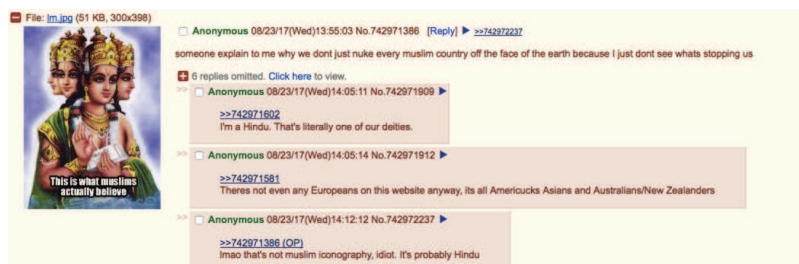 File: lm.jpg (51 KB, 300x398)
Anonymous 08/23/17(Wed)13:55:03 No.742971386 [Reply] ▶ >>742972237
someone explain to me why we dont just nuke every muslim country off the face of the earth because I just dont see whats stopping us
6 replies omitted. Click here to view.
>> Anonymous 08/23/17(Wed)14:05:11 No.742971909 ▶
>>742971602
I'm a Hindu. That's literally one of our deities.
This is what muslims
actually believe
>> Anonymous 08/23/17(Wed)14:05:14 No.742971912 ▶
>>742971581
Theres not even any Europeans on this website anyway, its all Americucks Asians and Australians/New Zealanders
>> Anonymous 08/23/17(Wed)14:12:12 No.742972237 ▶
>>742971386 (OP)
lmao that's not muslim iconography, idiot. It's probably Hindu